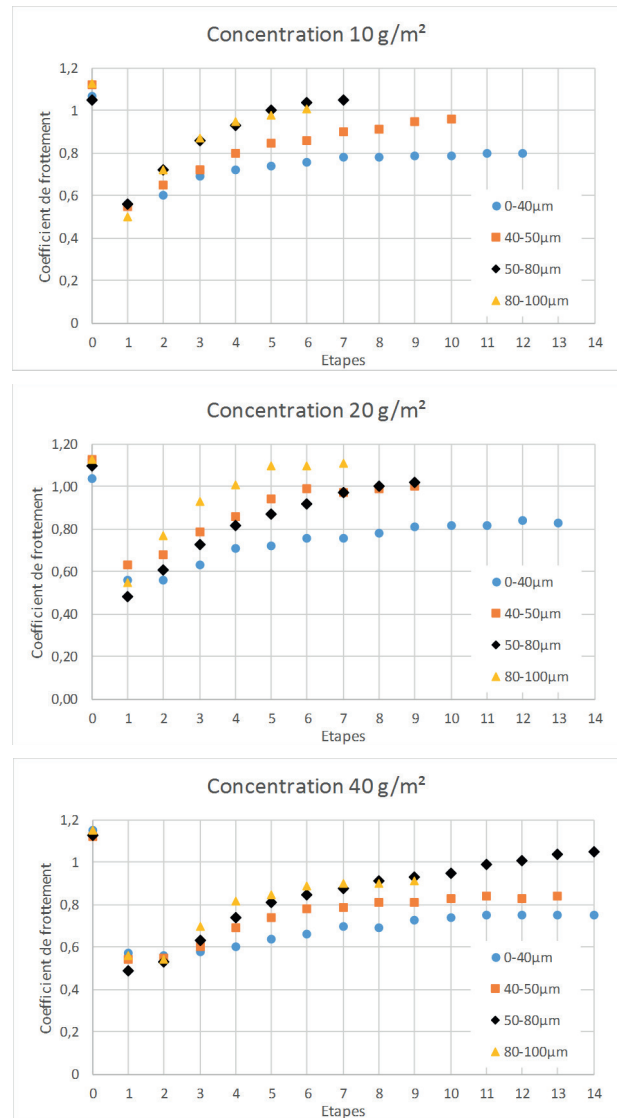 Concentration 10 g/m²
Coefficient de frottement
1,2
1
0,8
0,6
0,4
0,2
0
0 1 2 3 4 5 6 7 8 9 10 11 12 13 14
Etapes
0-40µm
40-50µm
50-80µm
80-100µm
Concentration 20 g/m²
Coefficient de frottement
1,20
1,00
0,80
0,60
0,40
0,20
0,00
0 1 2 3 4 5 6 7 8 9 10 11 12 13 14
Etapes
0-40µm
40-50µm
50-80µm
80-100µm
Concentration 40 g/m²
Coefficient de frottement
1,2
1
0,8
0,6
0,4
0,2
0
0 1 2 3 4 5 6 7 8 9 10 11 12 13 14
Etapes
0-40µm
40-50µm
50-80µm
80-100µm